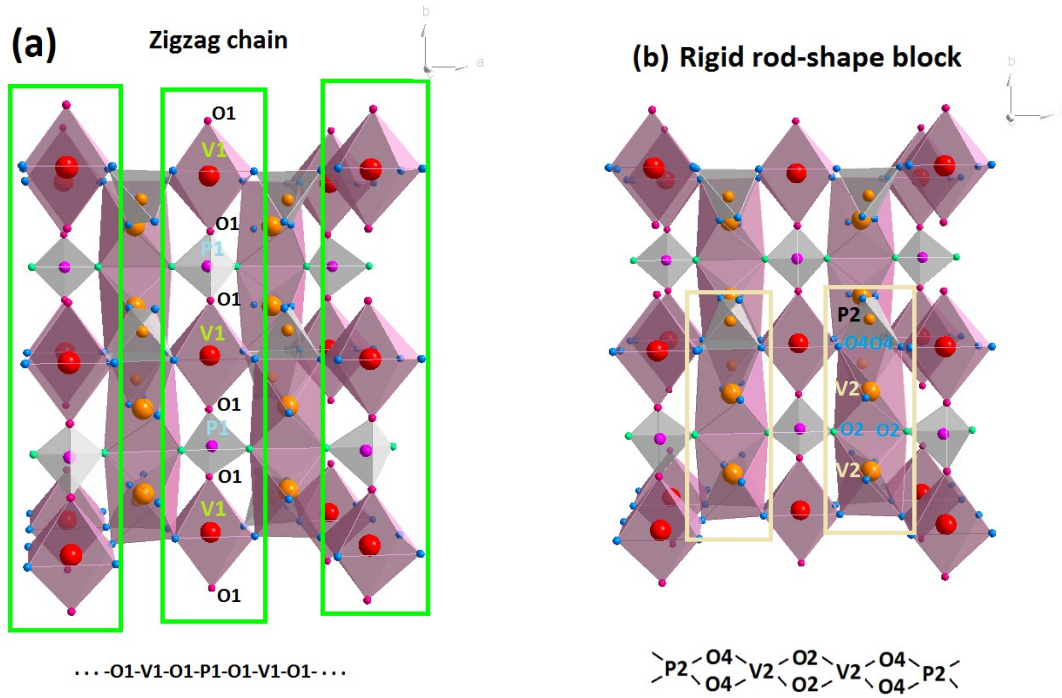 (a)
Zigzag chain
b
a
O1
V1
O1
P1
O1
V1
O1
P1
O1
V1
O1
· · · -O1-V1-O1-P1-O1-V1-O1- · · ·
(b) Rigid rod-shape block
b
c
P2
O4O4
V2
O2 O2
V2
P2 O4 V2 O2 V2 O4 P2
O4 O2 O4